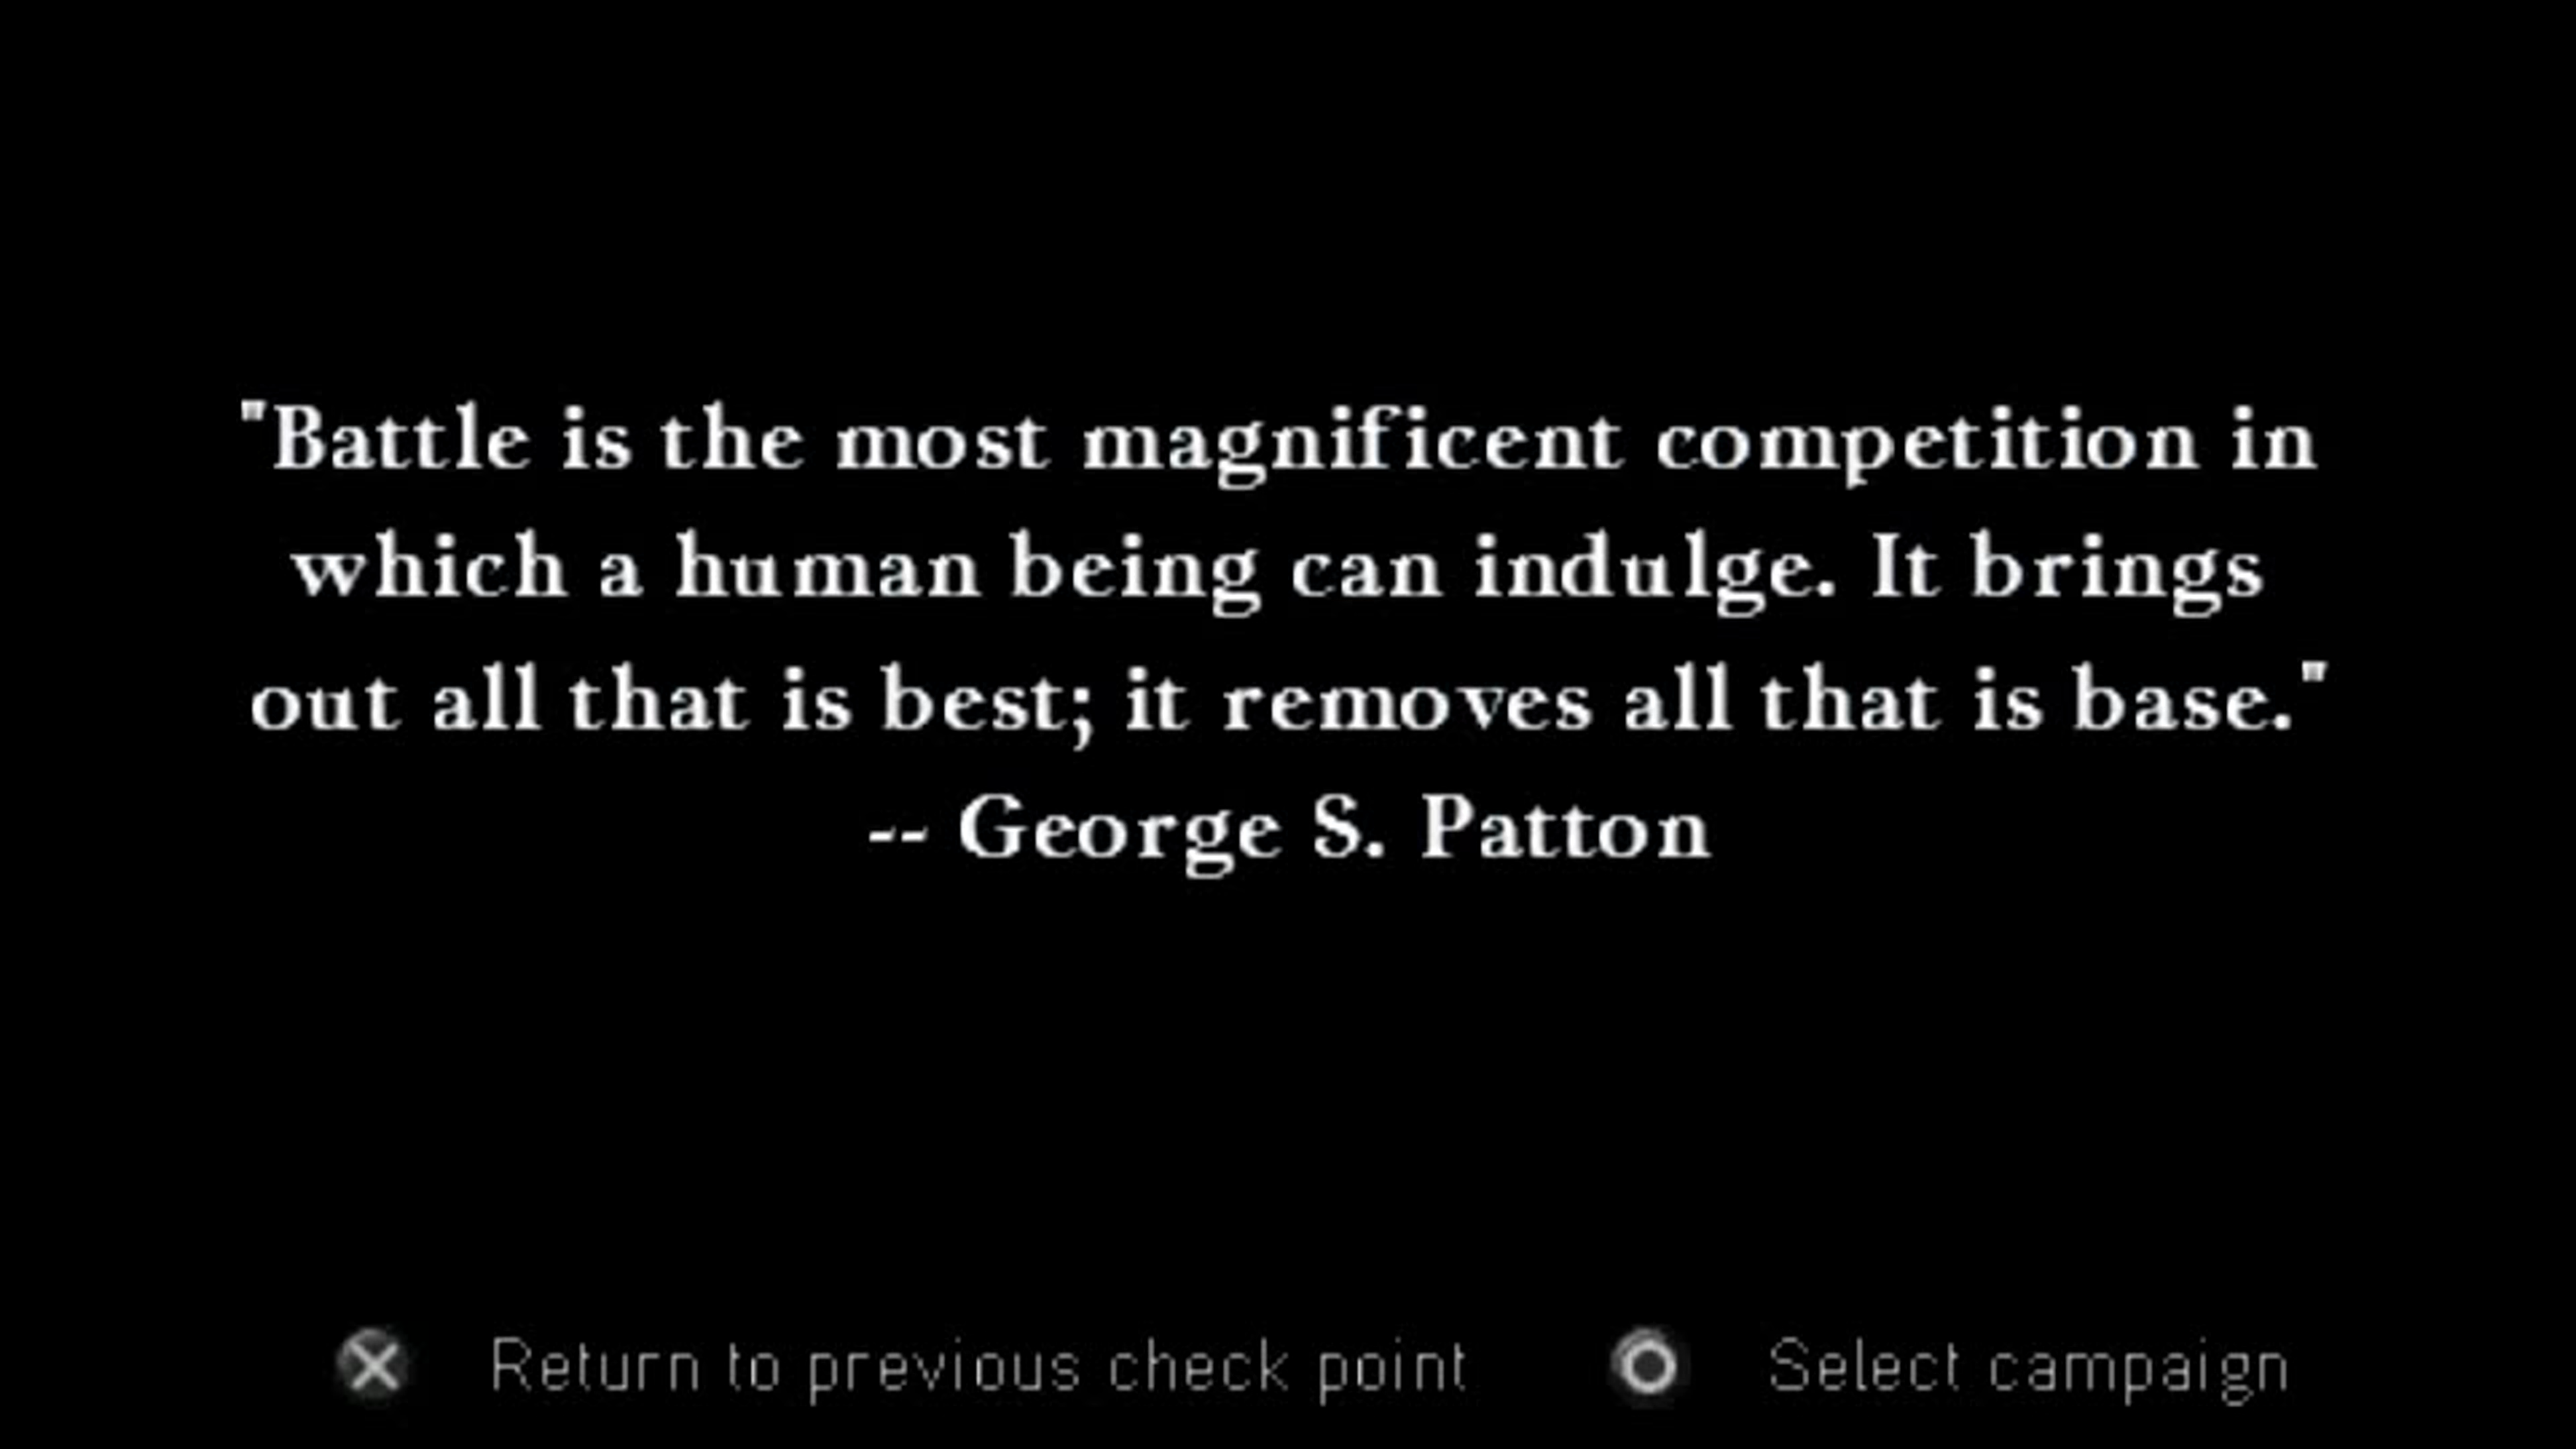 "Battle is the most magnificent competition in
which a human being can indulge. It brings
out all that is best; it removes all that is base."
-- George S. Patton
Return to previous check point
Select campaign